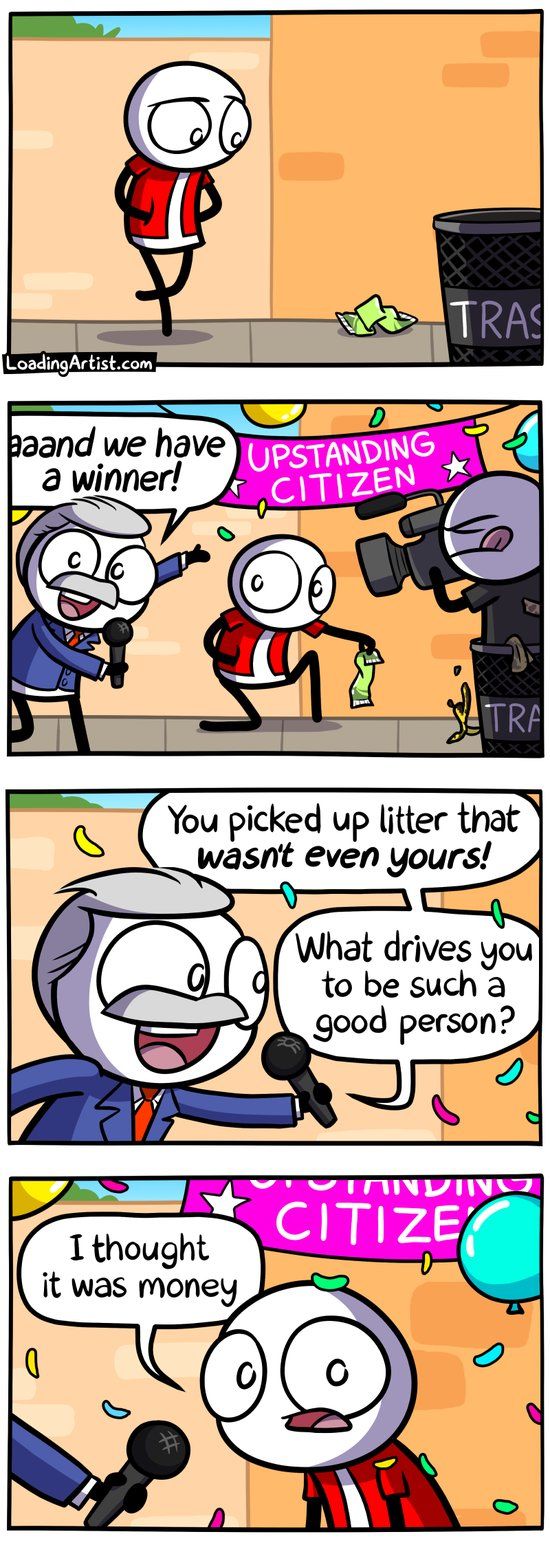 TRAS
LoadingArtist.com
aaand we have
a winner!
UPSTANDING
CITIZEN
TRA
You picked up litter that
wasn't even yours!
What drives you
to be such a
good person?
UPSTANDING
CITIZE
I thought
it was money